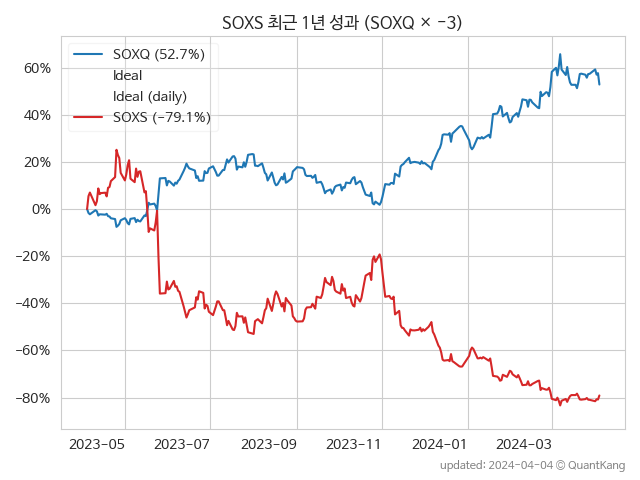 SOXS 최근 1년 성과 (SOXQ × −3)
SOXQ (52.7%)
Ideal
Ideal (daily)
SOXS (−79.1%)
60%
40%
20%
0%
−20%
−40%
−60%
−80%
2023-05 2023-07 2023-09 2023-11 2024-01 2024-03
updated: 2024-04-04 © QuantKang